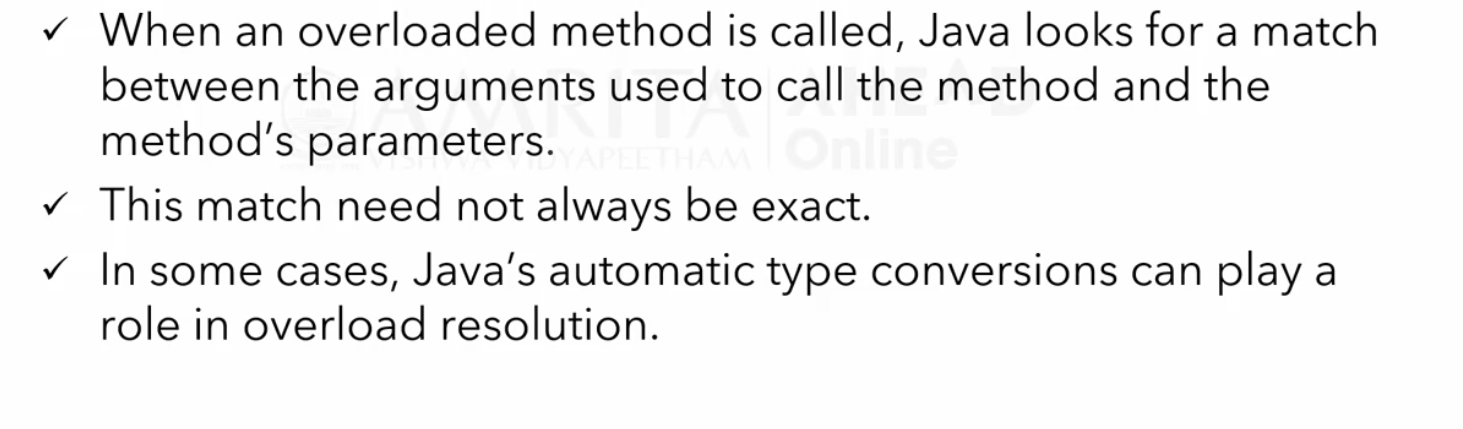 ✓ When an overloaded method is called, Java looks for a match
between the arguments used to call the method and the
method’s parameters.
✓ This match need not always be exact.
✓ In some cases, Java’s automatic type conversions can play a
role in overload resolution.
AMRITA
VISHWA VIDYAPEETHAM
AHEAD
Online